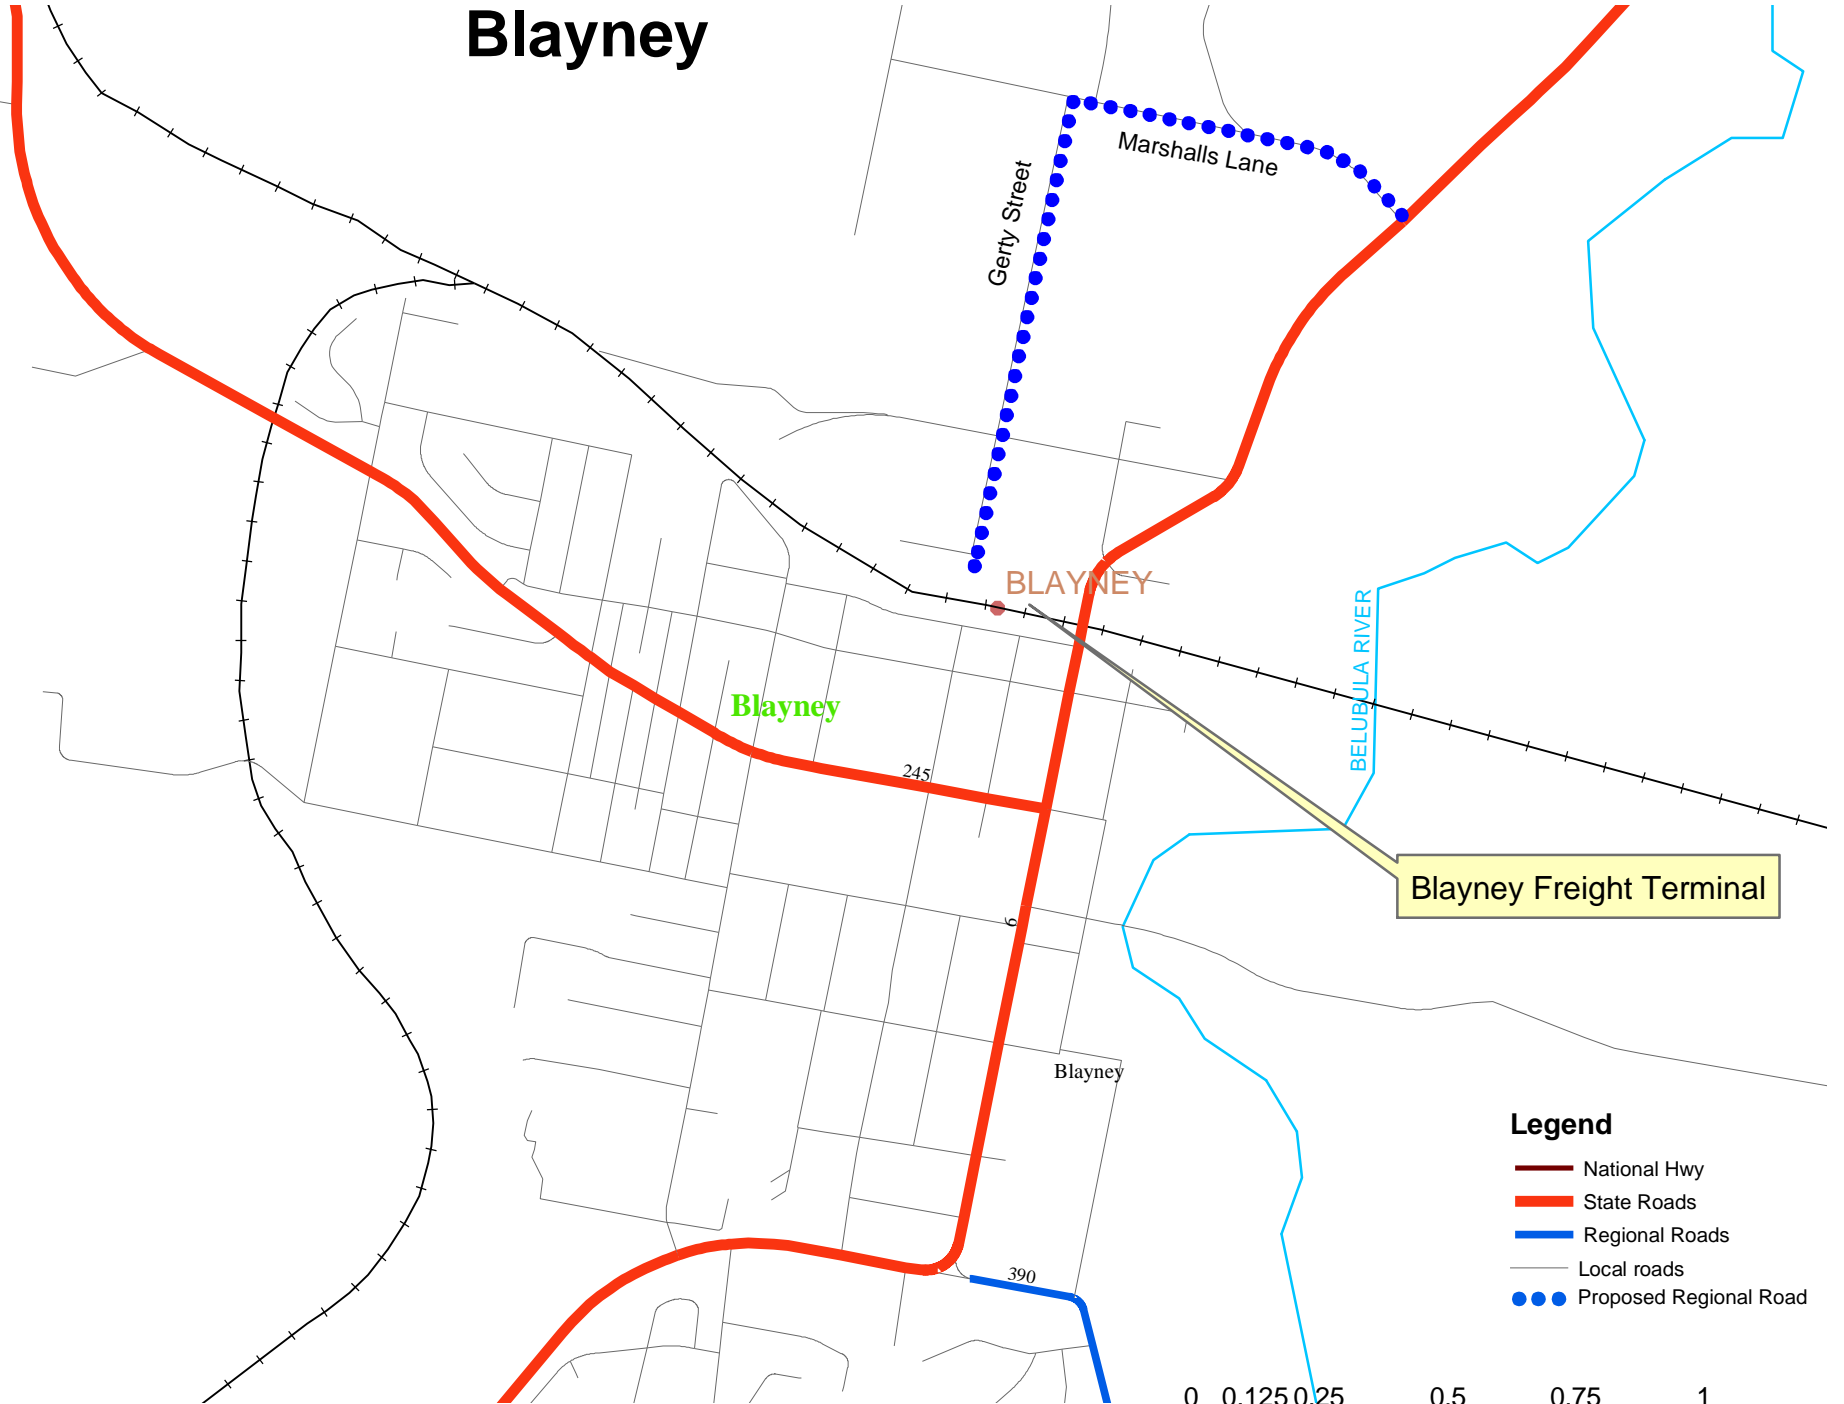 Blayney
Marshalls Lane
Gerty Street
BLAYNEY
BELUBULA RIVER
Blayney
245
Blayney Freight Terminal
6
Blayney
Legend
National Hwy
State Roads
Regional Roads
Local roads
Proposed Regional Road
390
0 0.125 0.25 0.5 0.75 1